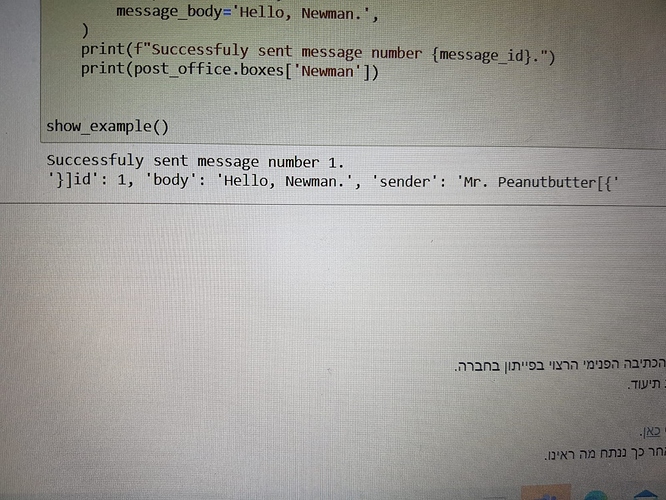 message_body='Hello, Newman.',
)
print(f"Successfuly sent message number {message_id}.")
print(post_office.boxes['Newman'])
show_example()
Successfuly sent message number 1.
'}]id': 1, 'body': 'Hello, Newman.', 'sender': 'Mr. Peanutbutter[{'
הכתיבה הפנימי הרצוי בפייתון בחברה.
תיעוד.
כאן.
אחר כך ננתח מה ראינו.